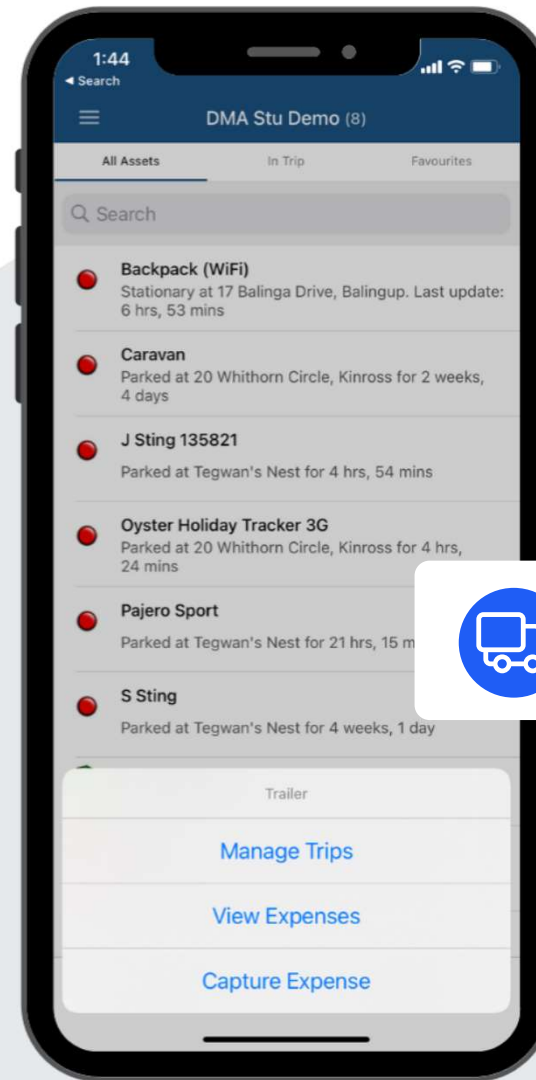 1:44
◄ Search
DMA Stu Demo (8)
All Assets In Trip Favourites
Search
Backpack (WiFi)
Stationary at 17 Balinga Drive, Balingup. Last update:
6 hrs, 53 mins
Caravan
Parked at 20 Whithorn Circle, Kinross for 2 weeks,
4 days
J Sting 135821
Parked at Tegwan's Nest for 4 hrs, 54 mins
Oyster Holiday Tracker 3G
Parked at 20 Whithorn Circle, Kinross for 4 hrs,
24 mins
Pajero Sport
Parked at Tegwan's Nest for 21 hrs, 15 m
S Sting
Parked at Tegwan's Nest for 4 weeks, 1 day
Trailer
Manage Trips
View Expenses
Capture Expense